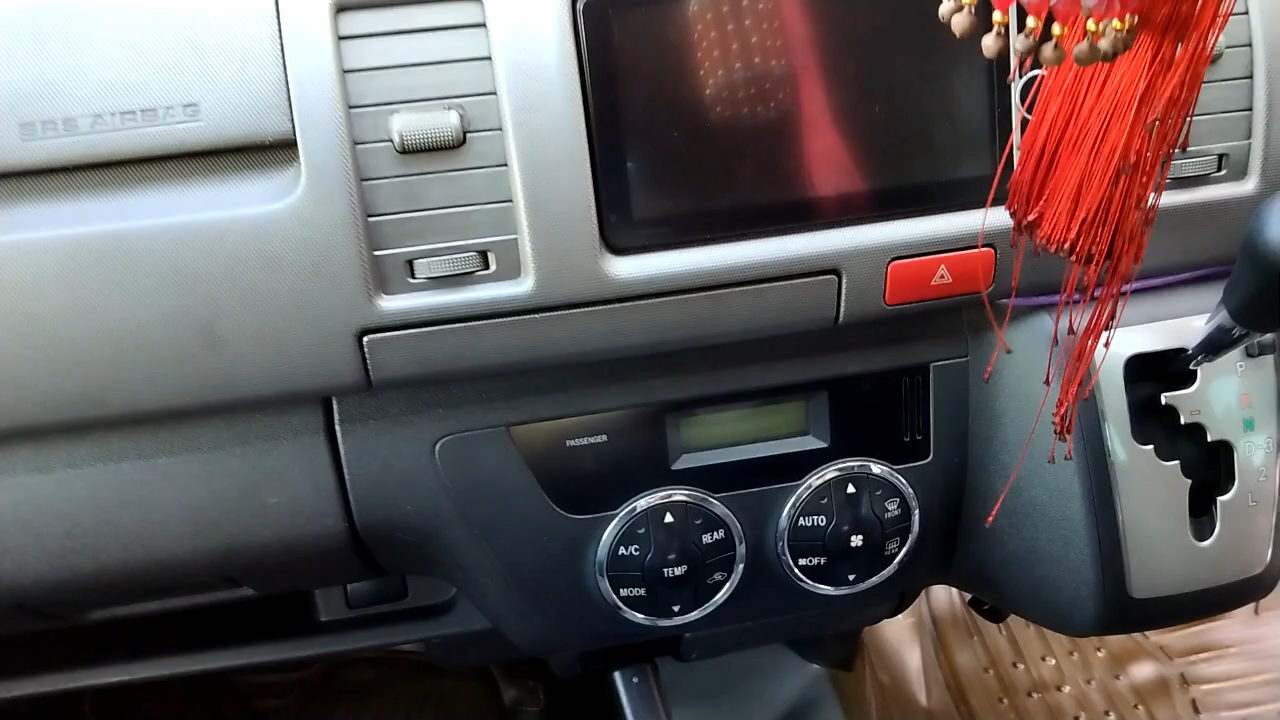 SRS AIRBAG
PASSENGER
A/C
REAR
TEMP
MODE
AUTO
FRONT
OFF
REAR
P
R
N
D-3
2
L